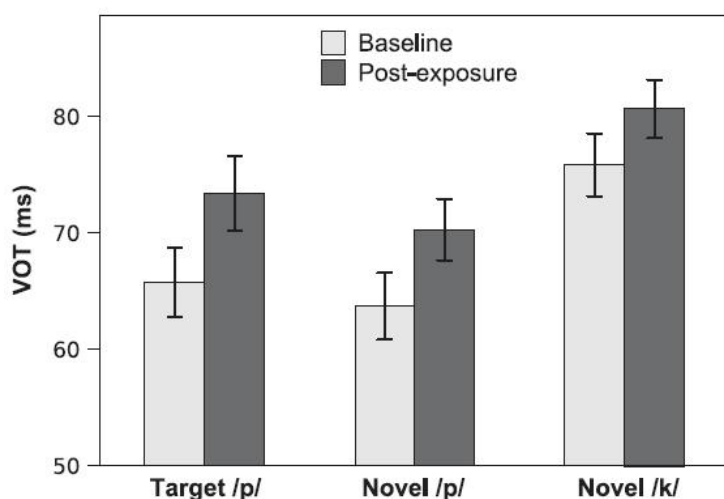 Baseline
Post-exposure
VOT (ms)
80
70
60
50
Target /p/
Novel /p/
Novel /k/